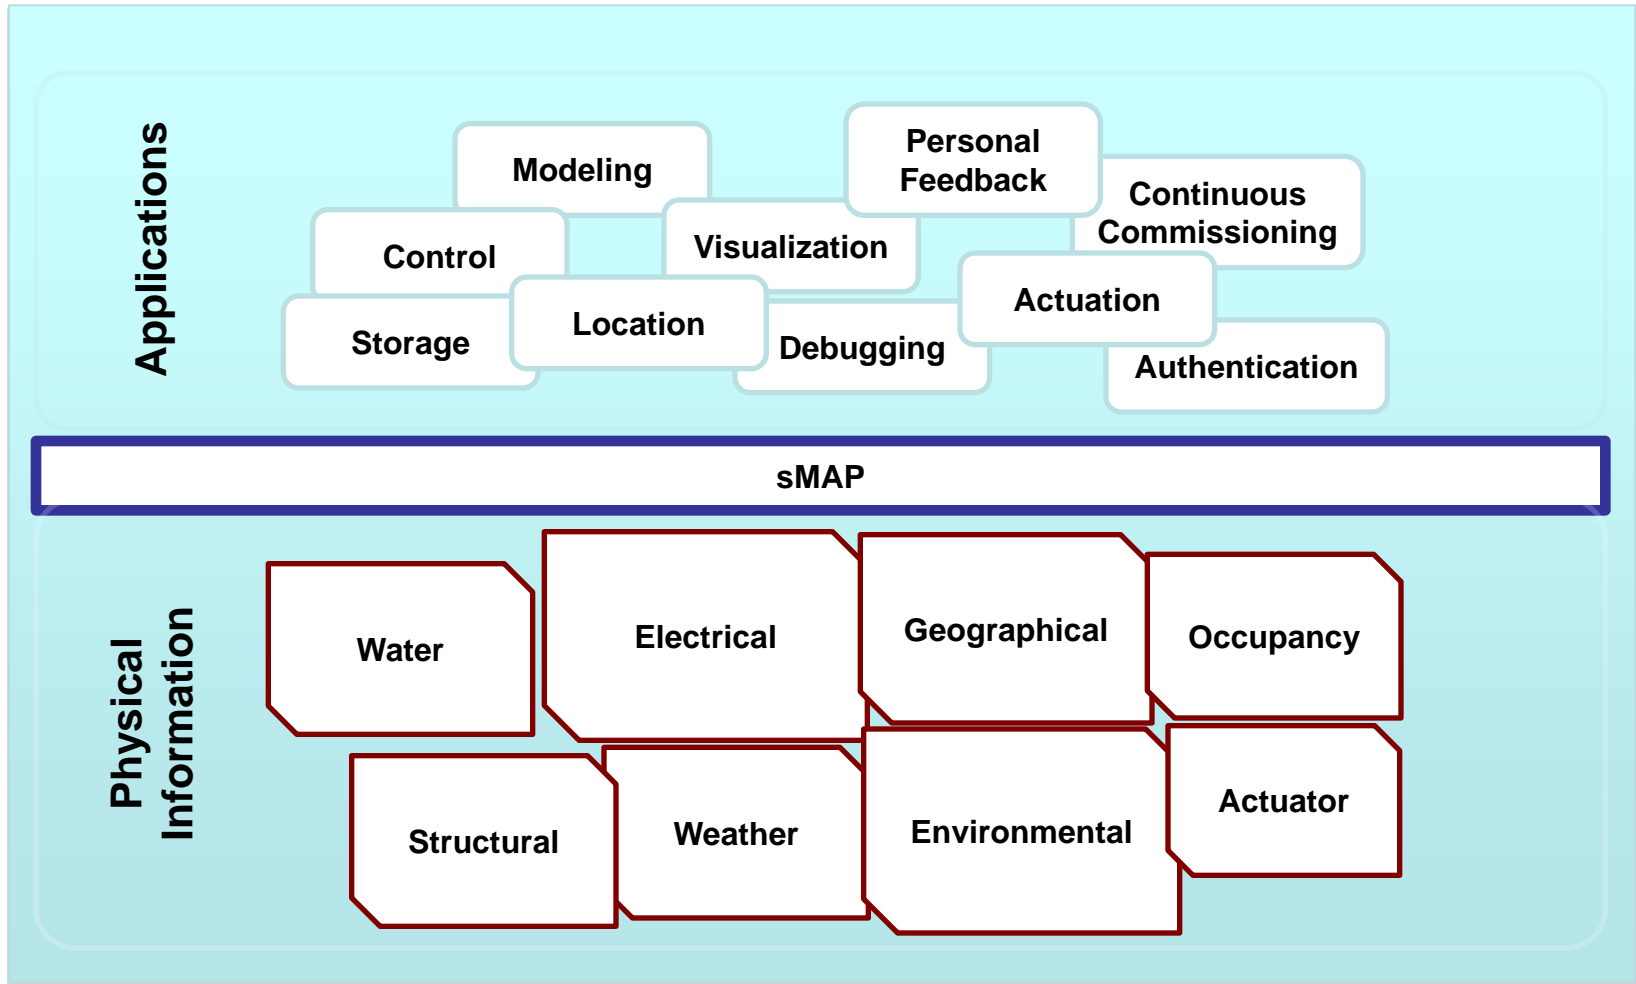 Applications
Modeling
Personal
Feedback
Continuous
Commissioning
Control
Visualization
Actuation
Storage
Location
Debugging
Authentication
sMAP
Physical
Information
Water
Electrical
Geographical
Occupancy
Structural
Weather
Environmental
Actuator